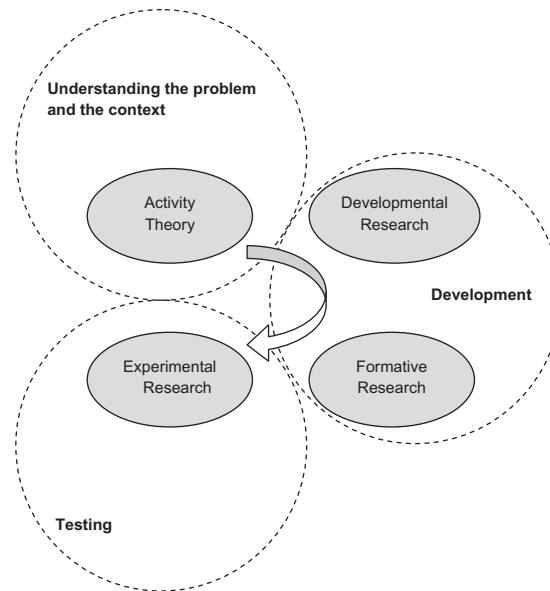 Understanding the problem
and the context
Activity
Theory
Developmental
Research
Development
Experimental
Research
Formative
Research
Testing